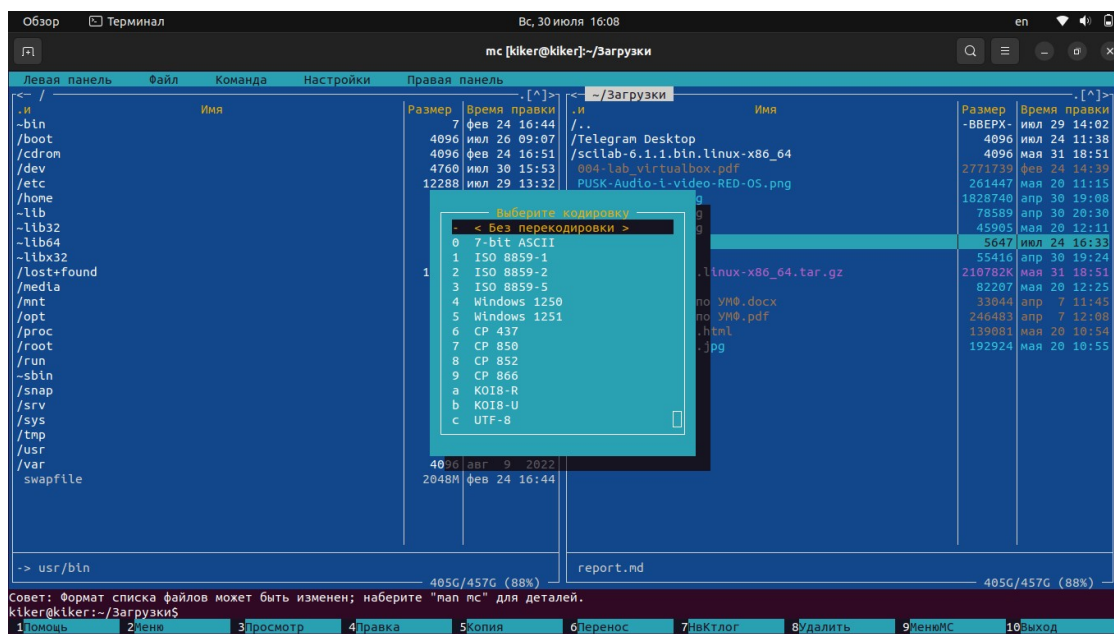 Обзор Терминал Вс, 30 июля 16:08 en
mc [kiker@kiker]:~/Загрузки
Левая панель Файл Команда Настройки Правая панель
<− / .[^]>
.и Имя Размер Время правки
~bin 7 фев 24 16:44
/boot 4096 июл 26 09:07
/cdrom 4096 фев 24 16:51
/dev 4760 июл 30 15:53
/etc 12288 июл 29 13:32
/home
~lib
~lib32
~lib64
~libx32
/lost+found 1
/media
/mnt
/opt
/proc
/root
/run
~sbin
/snap
/srv
/sys
/tmp
/usr
/var 4096 авг 9 2022
swapfile 2048M фев 24 16:44
-> usr/bin
405G/457G (88%)
<− ~/Загрузки .[^]>
.и Имя Размер Время правки
/.. -ВВЕРХ- июл 29 14:02
/Telegram Desktop 4096 июл 24 11:38
/scilab-6.1.1.bin.linux-x86_64 4096 мая 31 18:51
004-lab_virtualbox.pdf 2771739 фев 24 14:39
PUSK-Audio-i-video-RED-OS.png 261447 мая 20 11:15
g 1828740 апр 30 19:08
g 78589 апр 30 20:30
g 45905 мая 20 12:11
5647 июл 24 16:33
55416 апр 30 19:24
.linux-x86_64.tar.gz 210782K мая 31 18:51
82207 мая 20 12:25
по УМФ.docx 33044 апр 7 11:45
по УМФ.pdf 246483 апр 7 12:08
.html 139081 мая 20 10:54
.jpg 192924 мая 20 10:55
report.md
405G/457G (88%)
Выберите кодировку
- < Без перекодировки >
0 7-bit ASCII
1 ISO 8859-1
2 ISO 8859-2
3 ISO 8859-5
4 Windows 1250
5 Windows 1251
6 CP 437
7 CP 850
8 CP 852
9 CP 866
a KOI8-R
b KOI8-U
c UTF-8
Совет: Формат списка файлов может быть изменен; наберите "man mc" для деталей.
kiker@kiker:~/Загрузки$
1Помощь 2Меню 3Просмотр 4Правка 5Копия 6Перенос 7НвКтлог 8Удалить 9МенюМС 10Выход